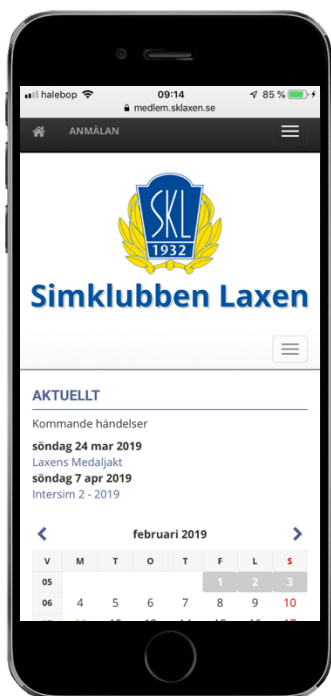 halebop 09:14 85 %
medlem.sklaxen.se
ANMÄLAN
SKL
1932
Simklubben Laxen
AKTUELLT
Kommande händelser
söndag 24 mar 2019
Laxens Medaljakt
söndag 7 apr 2019
Intersim 2 - 2019
februari 2019
V M T O T F L S
05 1 2 3
06 4 5 6 7 8 9 10